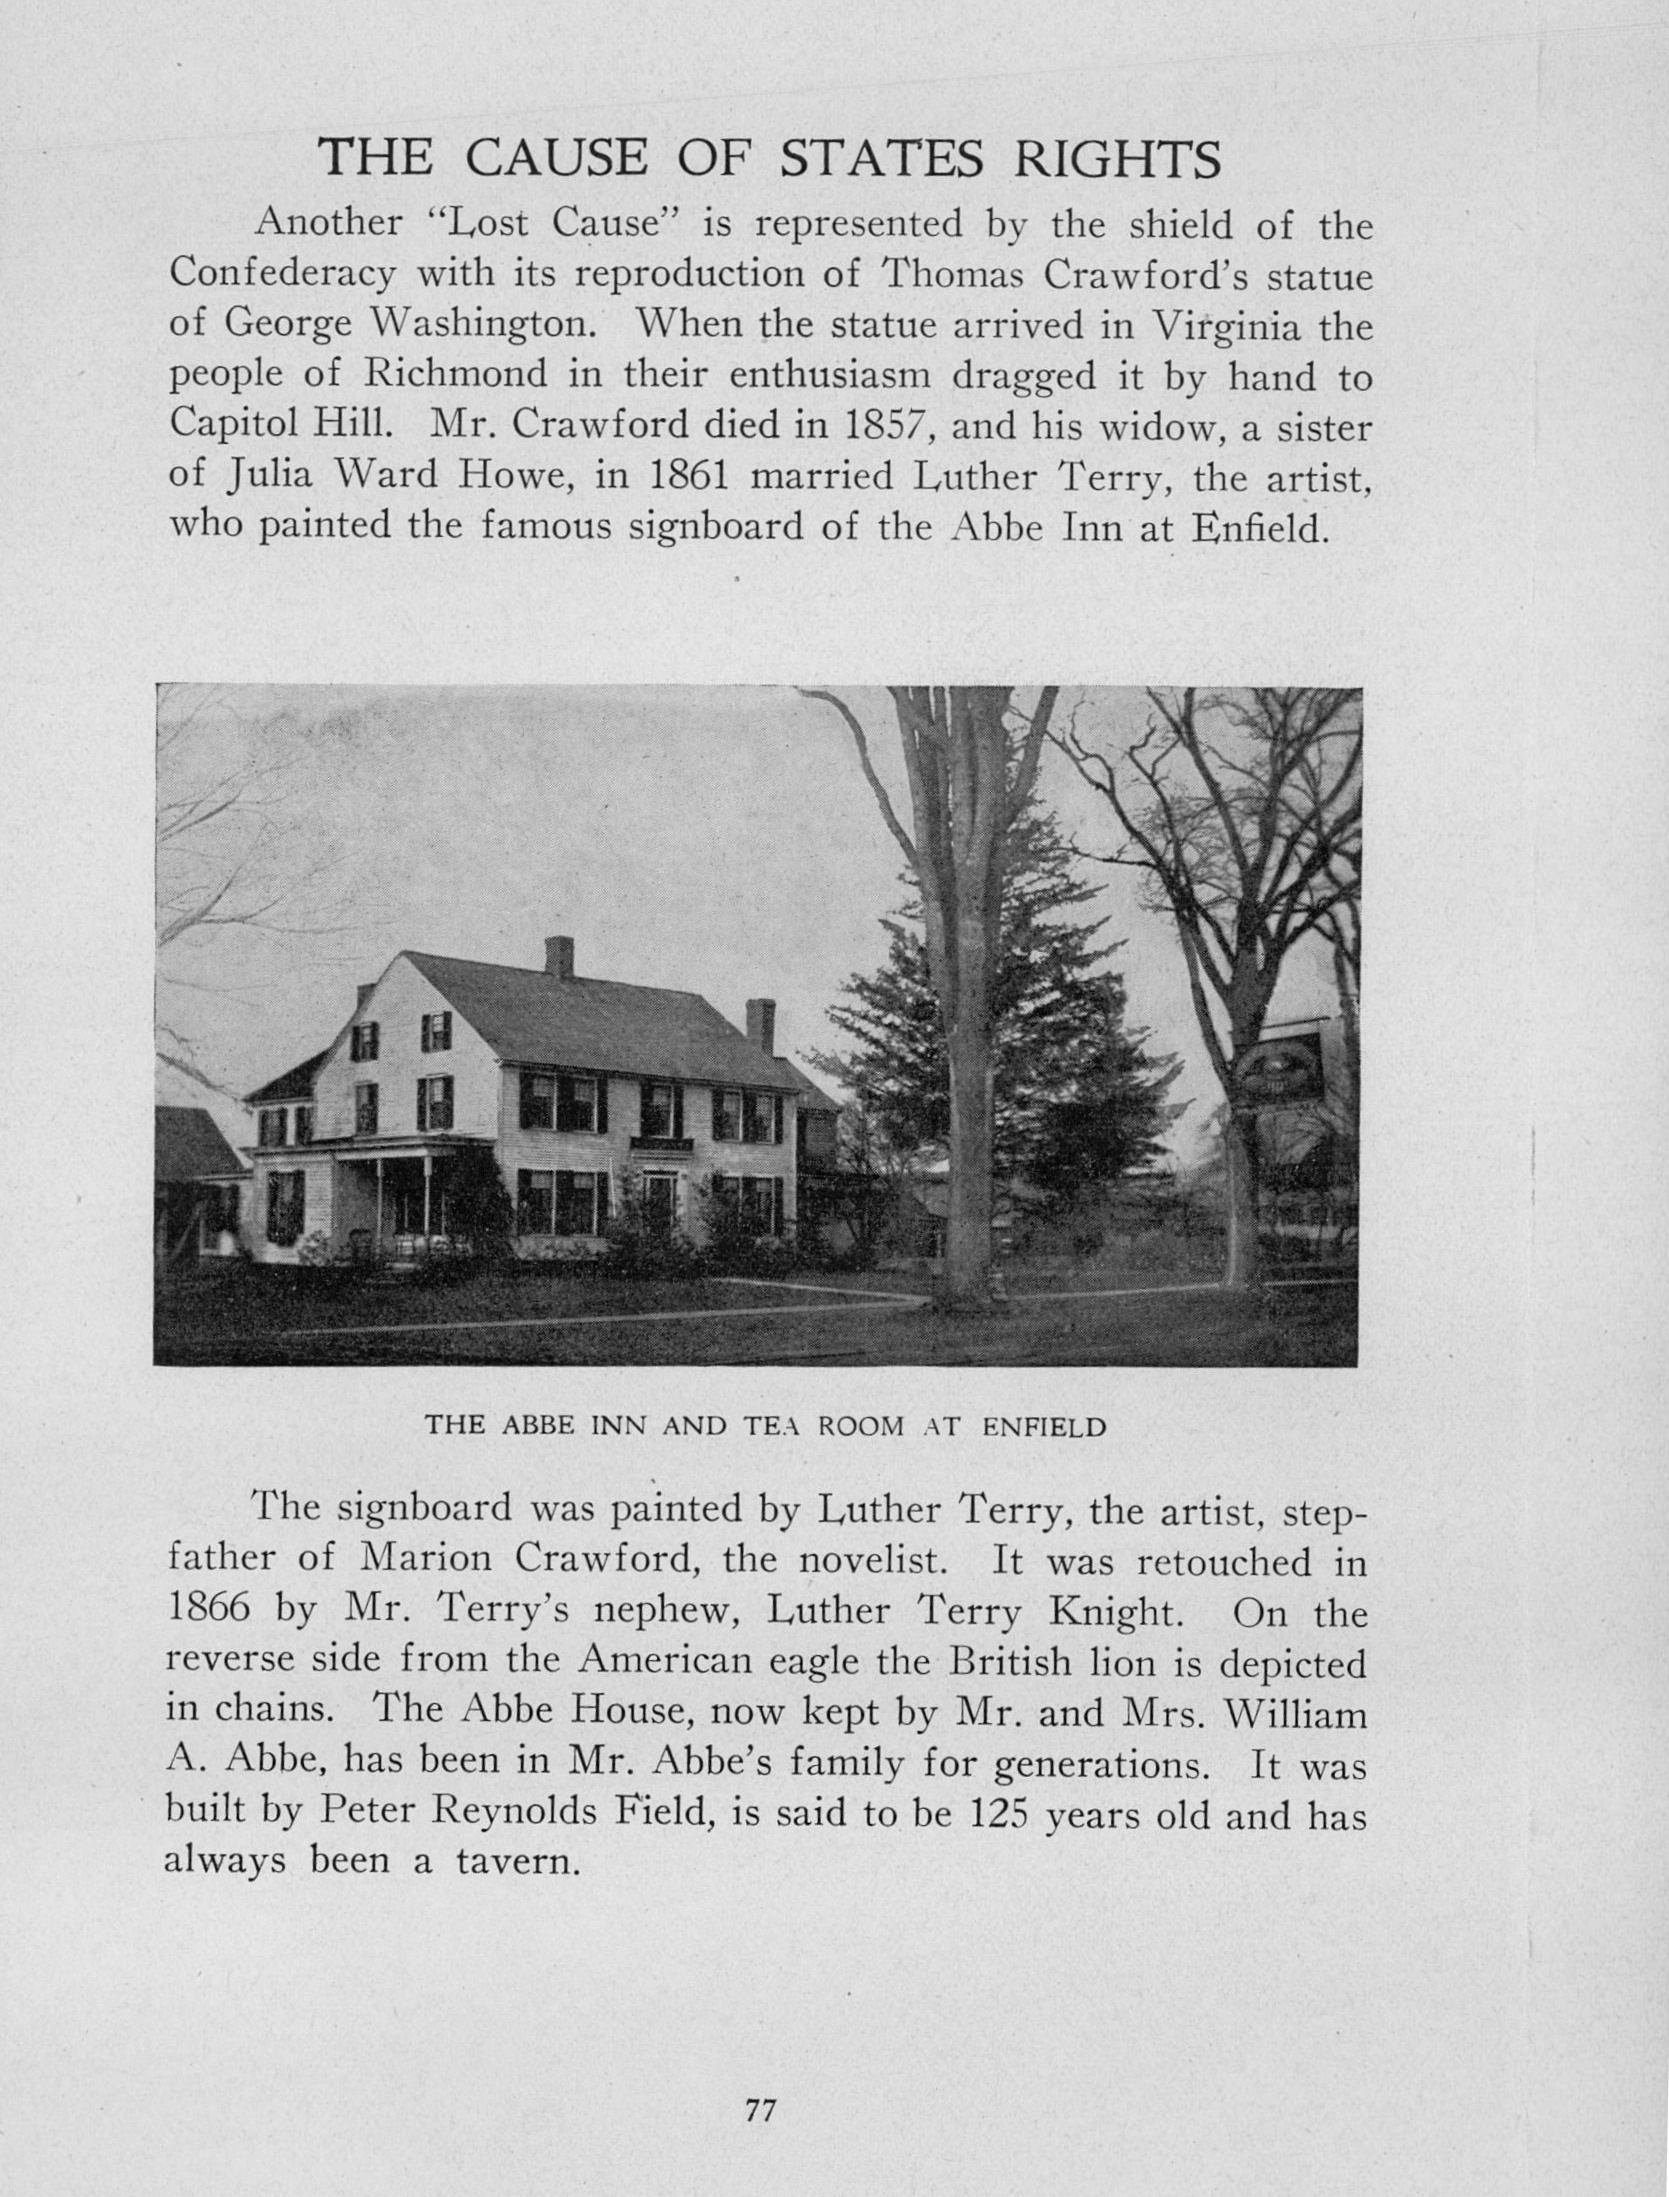 THE CAUSE OF STATES RIGHTS
Another “Lost Cause” is represented by the shield of the
Confederacy with its reproduction of Thomas Crawford’s statue
of George Washington. When the statue arrived in Virginia the
people of Richmond in their enthusiasm dragged it by hand to
Capitol Hill. Mr. Crawford died in 1857, and his widow, a sister
of Julia Ward Howe, in 1861 married Luther Terry, the artist,
who painted the famous signboard of the Abbe Inn at Enfield.
THE ABBE INN AND TEA ROOM AT ENFIELD
The signboard was painted by Luther Terry, the artist, step-
father of Marion Crawford, the novelist. It was retouched in
1866 by Mr. Terry’s nephew, Luther Terry Knight. On the
reverse side from the American eagle the British lion is depicted
in chains. The Abbe House, now kept by Mr. and Mrs. William
A. Abbe, has been in Mr. Abbe’s family for generations. It was
built by Peter Reynolds Field, is said to be 125 years old and has
always been a tavern.
77